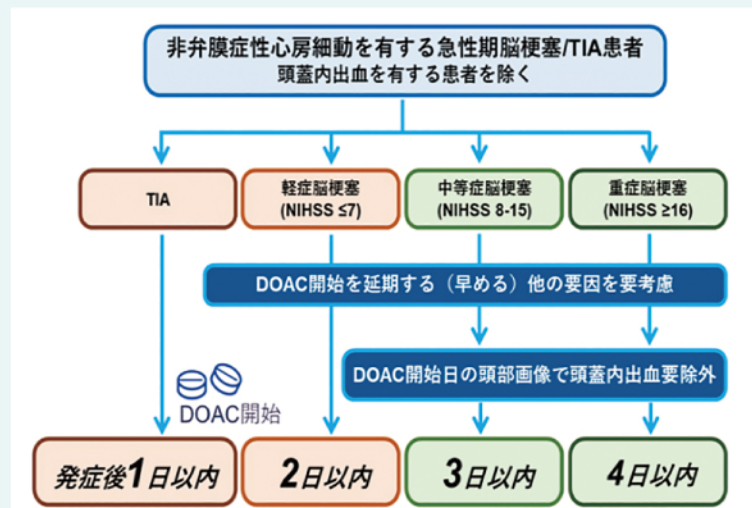 非弁膜症性心房細動を有する急性期脳梗塞/TIA患者
頭蓋内出血を有する患者を除く
TIA
軽症脳梗塞
(NIHSS ≤7)
中等症脳梗塞
(NIHSS 8-15)
重症脳梗塞
(NIHSS ≥16)
DOAC開始を延期する（早める）他の要因を要考慮
DOAC開始日の頭部画像で頭蓋内出血要除外
DOAC開始
発症後1日以内
2日以内
3日以内
4日以内